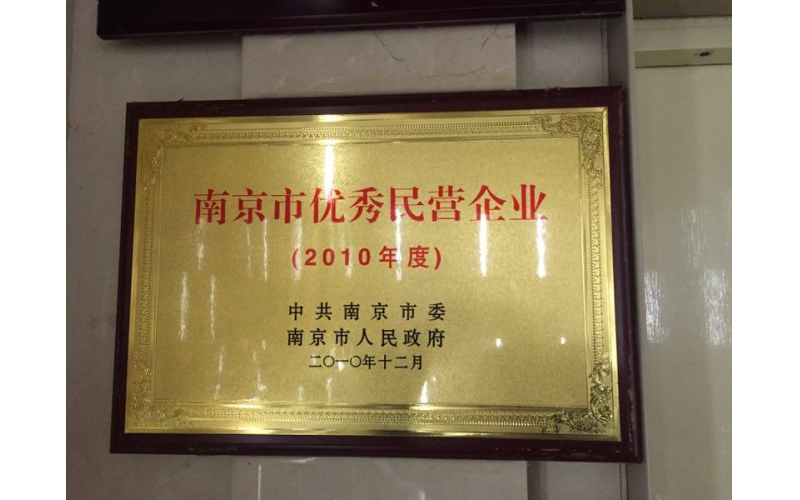 南京市优秀民营企业
(2010年度)
中共南京市委
南京市人民政府
二〇一〇年十二月